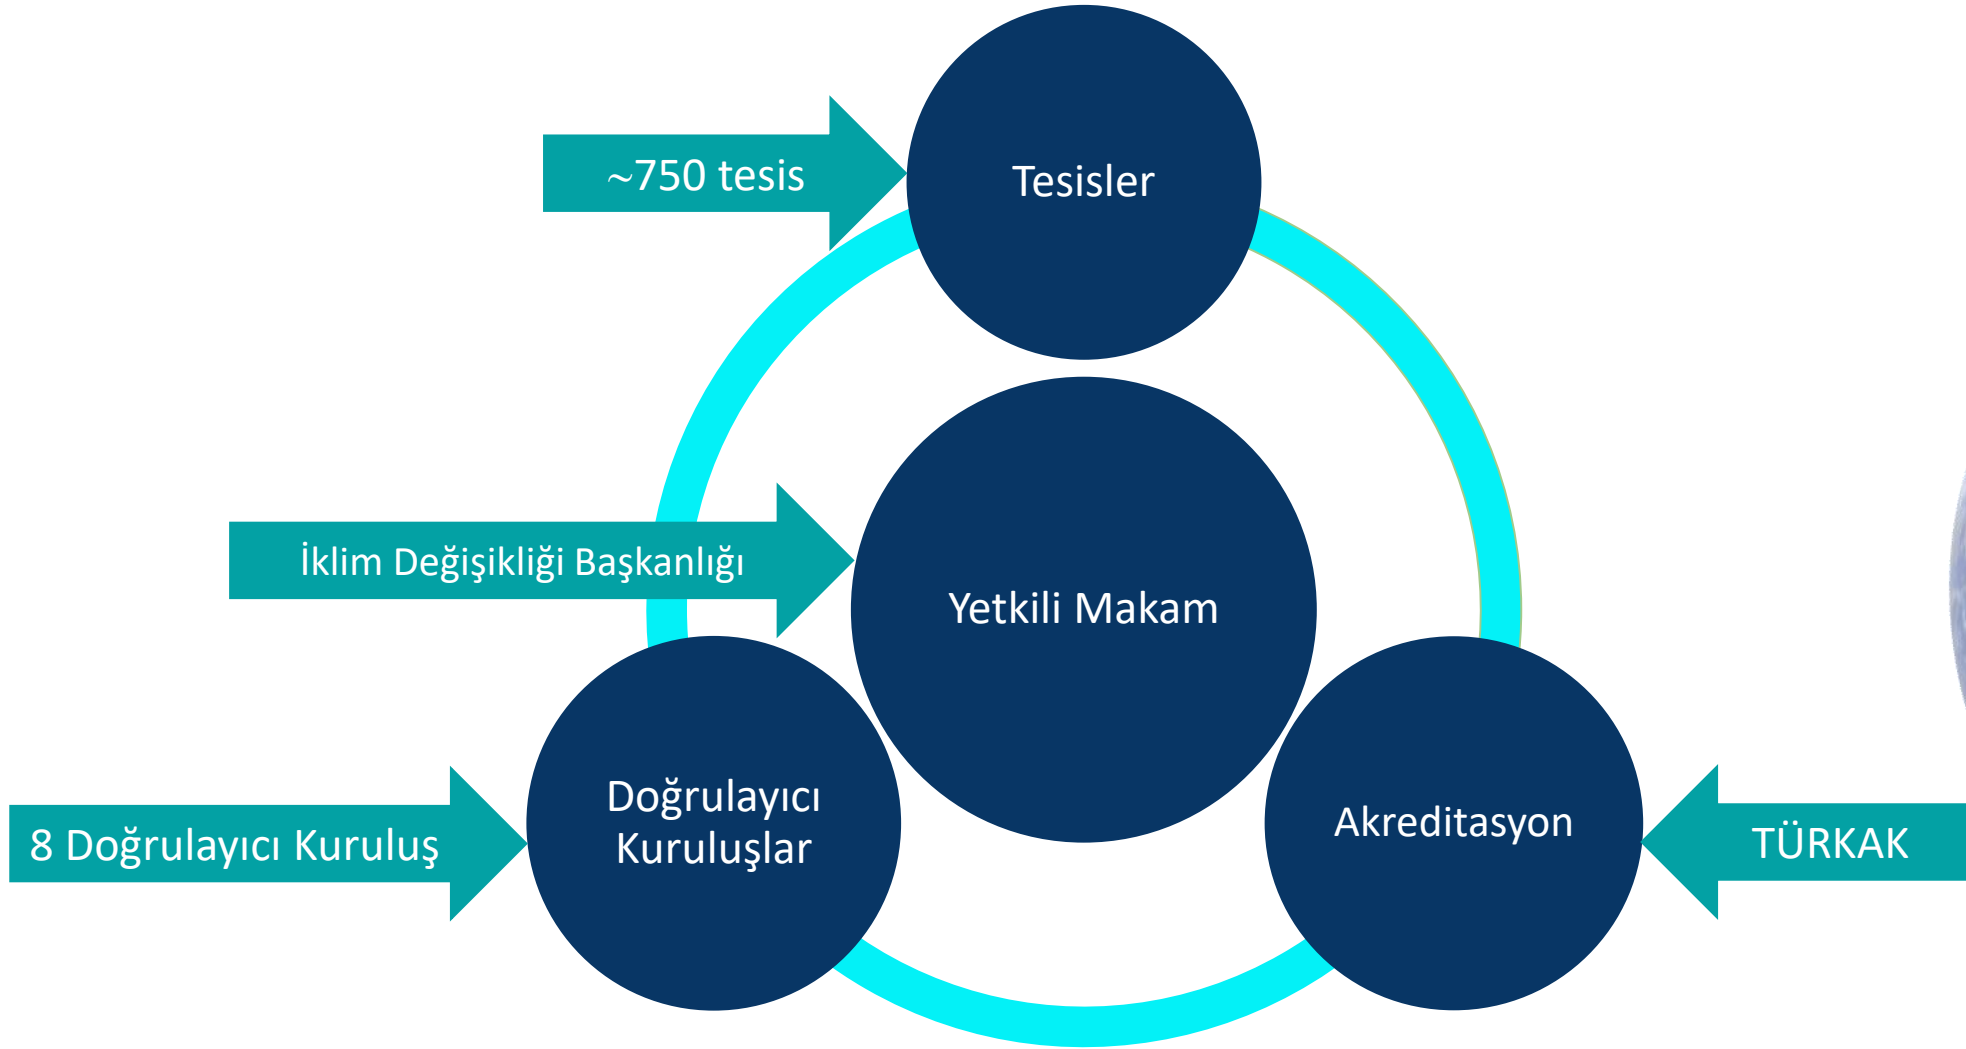 ~750 tesis
Tesisler
İklim Değişikliği Başkanlığı
Yetkili Makam
Doğrulayıcı
Kuruluşlar
8 Doğrulayıcı Kuruluş
Akreditasyon
TÜRKAK